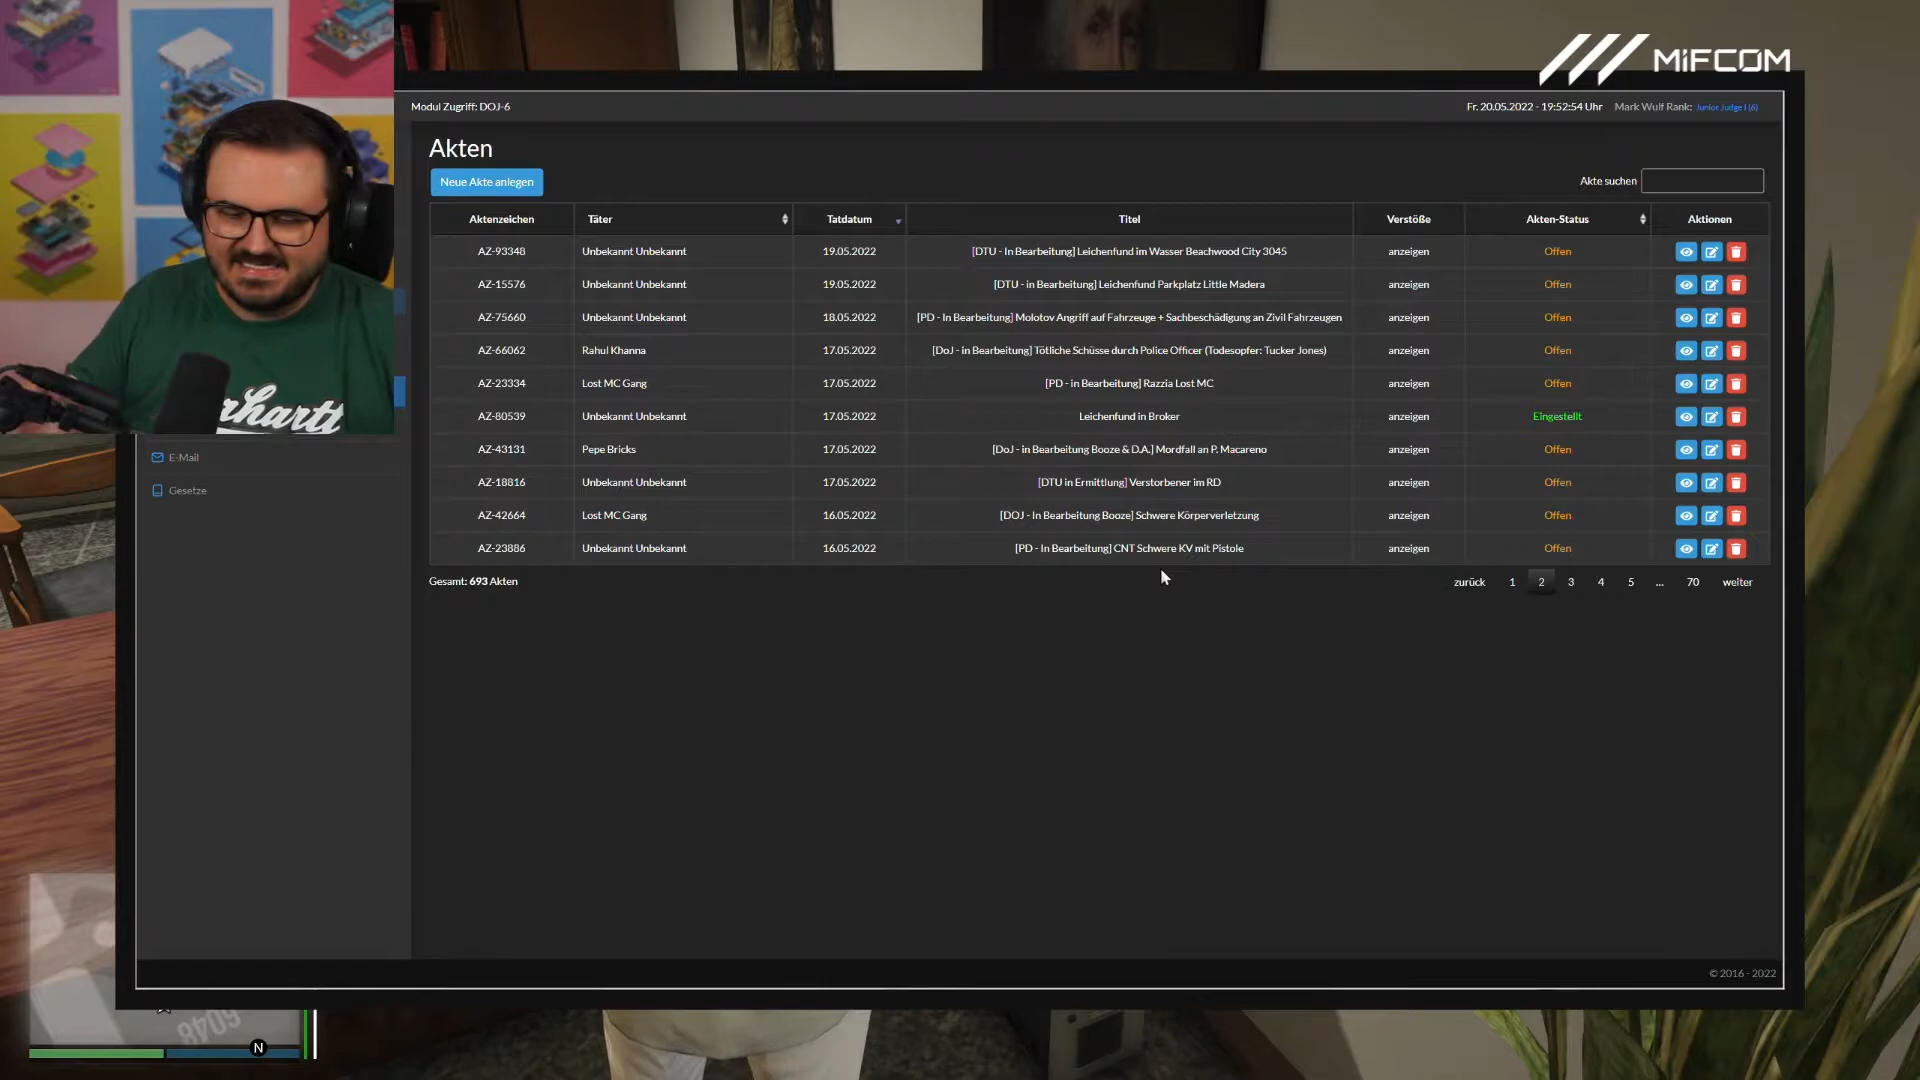 MIFCOM
Modul Zugriff: DOJ-6
Fr. 20.05.2022 - 19:52:54 Uhr Mark Wulf Rank: Junior Judge I (6)
Akten
Neue Akte anlegen
Akte suchen
Aktenzeichen Täter Tatdatum Titel Verstöße Akten-Status Aktionen
AZ-93348 Unbekannt Unbekannt 19.05.2022 [DTU - In Bearbeitung] Leichenfund im Wasser Beachwood City 3045 anzeigen Offen
AZ-15576 Unbekannt Unbekannt 19.05.2022 [DTU - in Bearbeitung] Leichenfund Parkplatz Little Madera anzeigen Offen
AZ-75660 Unbekannt Unbekannt 18.05.2022 [PD - In Bearbeitung] Molotov Angriff auf Fahrzeuge + Sachbeschädigung an Zivil Fahrzeugen anzeigen Offen
AZ-66062 Rahul Khanna 17.05.2022 [DoJ - in Bearbeitung] Tötliche Schüsse durch Police Officer (Todesopfer: Tucker Jones) anzeigen Offen
AZ-23334 Lost MC Gang 17.05.2022 [PD - in Bearbeitung] Razzia Lost MC anzeigen Offen
AZ-80539 Unbekannt Unbekannt 17.05.2022 Leichenfund in Broker anzeigen Eingestellt
AZ-43131 Pepe Bricks 17.05.2022 [DoJ - in Bearbeitung Booze & D.A.] Mordfall an P. Macareno anzeigen Offen
AZ-18816 Unbekannt Unbekannt 17.05.2022 [DTU in Ermittlung] Verstorbener im RD anzeigen Offen
AZ-42664 Lost MC Gang 16.05.2022 [DOJ - In Bearbeitung Booze] Schwere Körperverletzung anzeigen Offen
AZ-23886 Unbekannt Unbekannt 16.05.2022 [PD - In Bearbeitung] CNT Schwere KV mit Pistole anzeigen Offen
Gesamt: 693 Akten
zurück 1 2 3 4 5 ... 70 weiter
E-Mail
Gesetze
© 2016 - 2022
6048
N